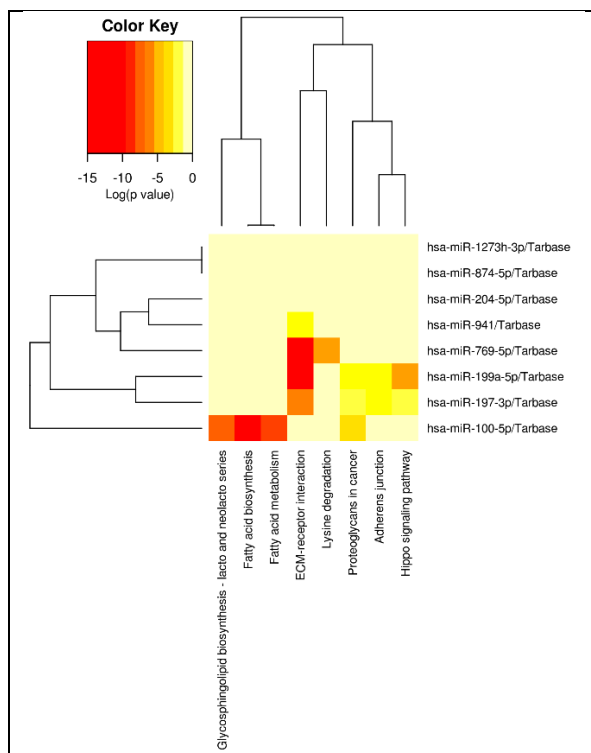 Color Key
-15
-10
-5
0
Log(p value)
hsa-miR-1273h-3p/Tarbase
hsa-miR-874-5p/Tarbase
hsa-miR-204-5p/Tarbase
hsa-miR-941/Tarbase
hsa-miR-769-5p/Tarbase
hsa-miR-199a-5p/Tarbase
hsa-miR-197-3p/Tarbase
hsa-miR-100-5p/Tarbase
Glycosphingolipid biosynthesis - lacto and neolacto series
Fatty acid biosynthesis
Fatty acid metabolism
ECM-receptor interaction
Lysine degradation
Proteoglycans in cancer
Adherens junction
Hippo signaling pathway